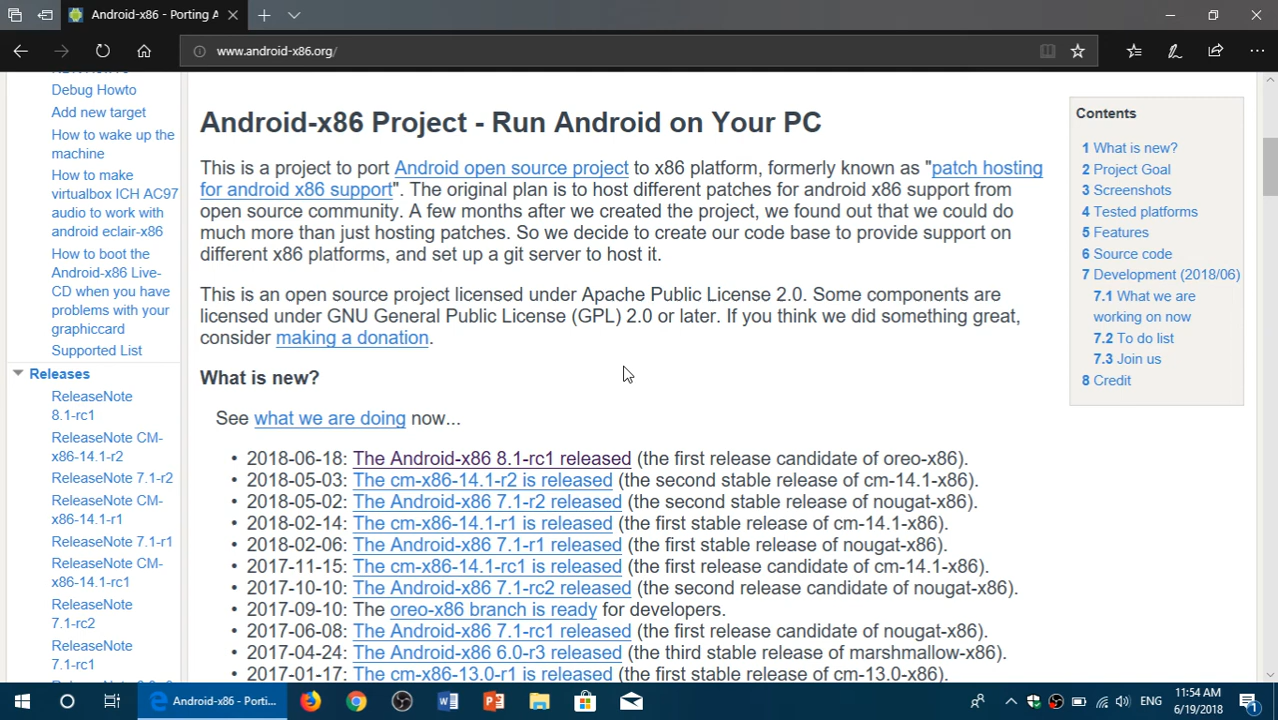 Android-x86 - Porting A
www.android-x86.org/
Debug Howto
Add new target
How to wake up the
machine
How to make
virtualbox ICH AC97
audio to work with
android eclair-x86
How to boot the
Android-x86 Live-
CD when you have
problems with your
graphiccard
Supported List
Releases
ReleaseNote
8.1-rc1
ReleaseNote CM-
x86-14.1-r2
ReleaseNote 7.1-r2
ReleaseNote CM-
x86-14.1-r1
ReleaseNote 7.1-r1
ReleaseNote CM-
x86-14.1-rc1
ReleaseNote
7.1-rc2
ReleaseNote
7.1-rc1
Android-x86 Project - Run Android on Your PC
This is a project to port Android open source project to x86 platform, formerly known as "patch hosting
for android x86 support". The original plan is to host different patches for android x86 support from
open source community. A few months after we created the project, we found out that we could do
much more than just hosting patches. So we decide to create our code base to provide support on
different x86 platforms, and set up a git server to host it.
This is an open source project licensed under Apache Public License 2.0. Some components are
licensed under GNU General Public License (GPL) 2.0 or later. If you think we did something great,
consider making a donation.
What is new?
See what we are doing now...
• 2018-06-18: The Android-x86 8.1-rc1 released (the first release candidate of oreo-x86).
• 2018-05-03: The cm-x86-14.1-r2 is released (the second stable release of cm-14.1-x86).
• 2018-05-02: The Android-x86 7.1-r2 released (the second stable release of nougat-x86).
• 2018-02-14: The cm-x86-14.1-r1 is released (the first stable release of cm-14.1-x86).
• 2018-02-06: The Android-x86 7.1-r1 released (the first stable release of nougat-x86).
• 2017-11-15: The cm-x86-14.1-rc1 is released (the first release candidate of cm-14.1-x86).
• 2017-10-10: The Android-x86 7.1-rc2 released (the second release candidate of nougat-x86).
• 2017-09-10: The oreo-x86 branch is ready for developers.
• 2017-06-08: The Android-x86 7.1-rc1 released (the first release candidate of nougat-x86).
• 2017-04-24: The Android-x86 6.0-r3 released (the third stable release of marshmallow-x86).
• 2017-01-17: The cm-x86-13.0-r1 released (the first stable release of cm-13.0-x86).
Contents
1 What is new?
2 Project Goal
3 Screenshots
4 Tested platforms
5 Features
6 Source code
7 Development (2018/06)
7.1 What we are
working on now
7.2 To do list
7.3 Join us
8 Credit
Android-x86 - Porti...
ENG
11:54 AM
6/19/2018
1